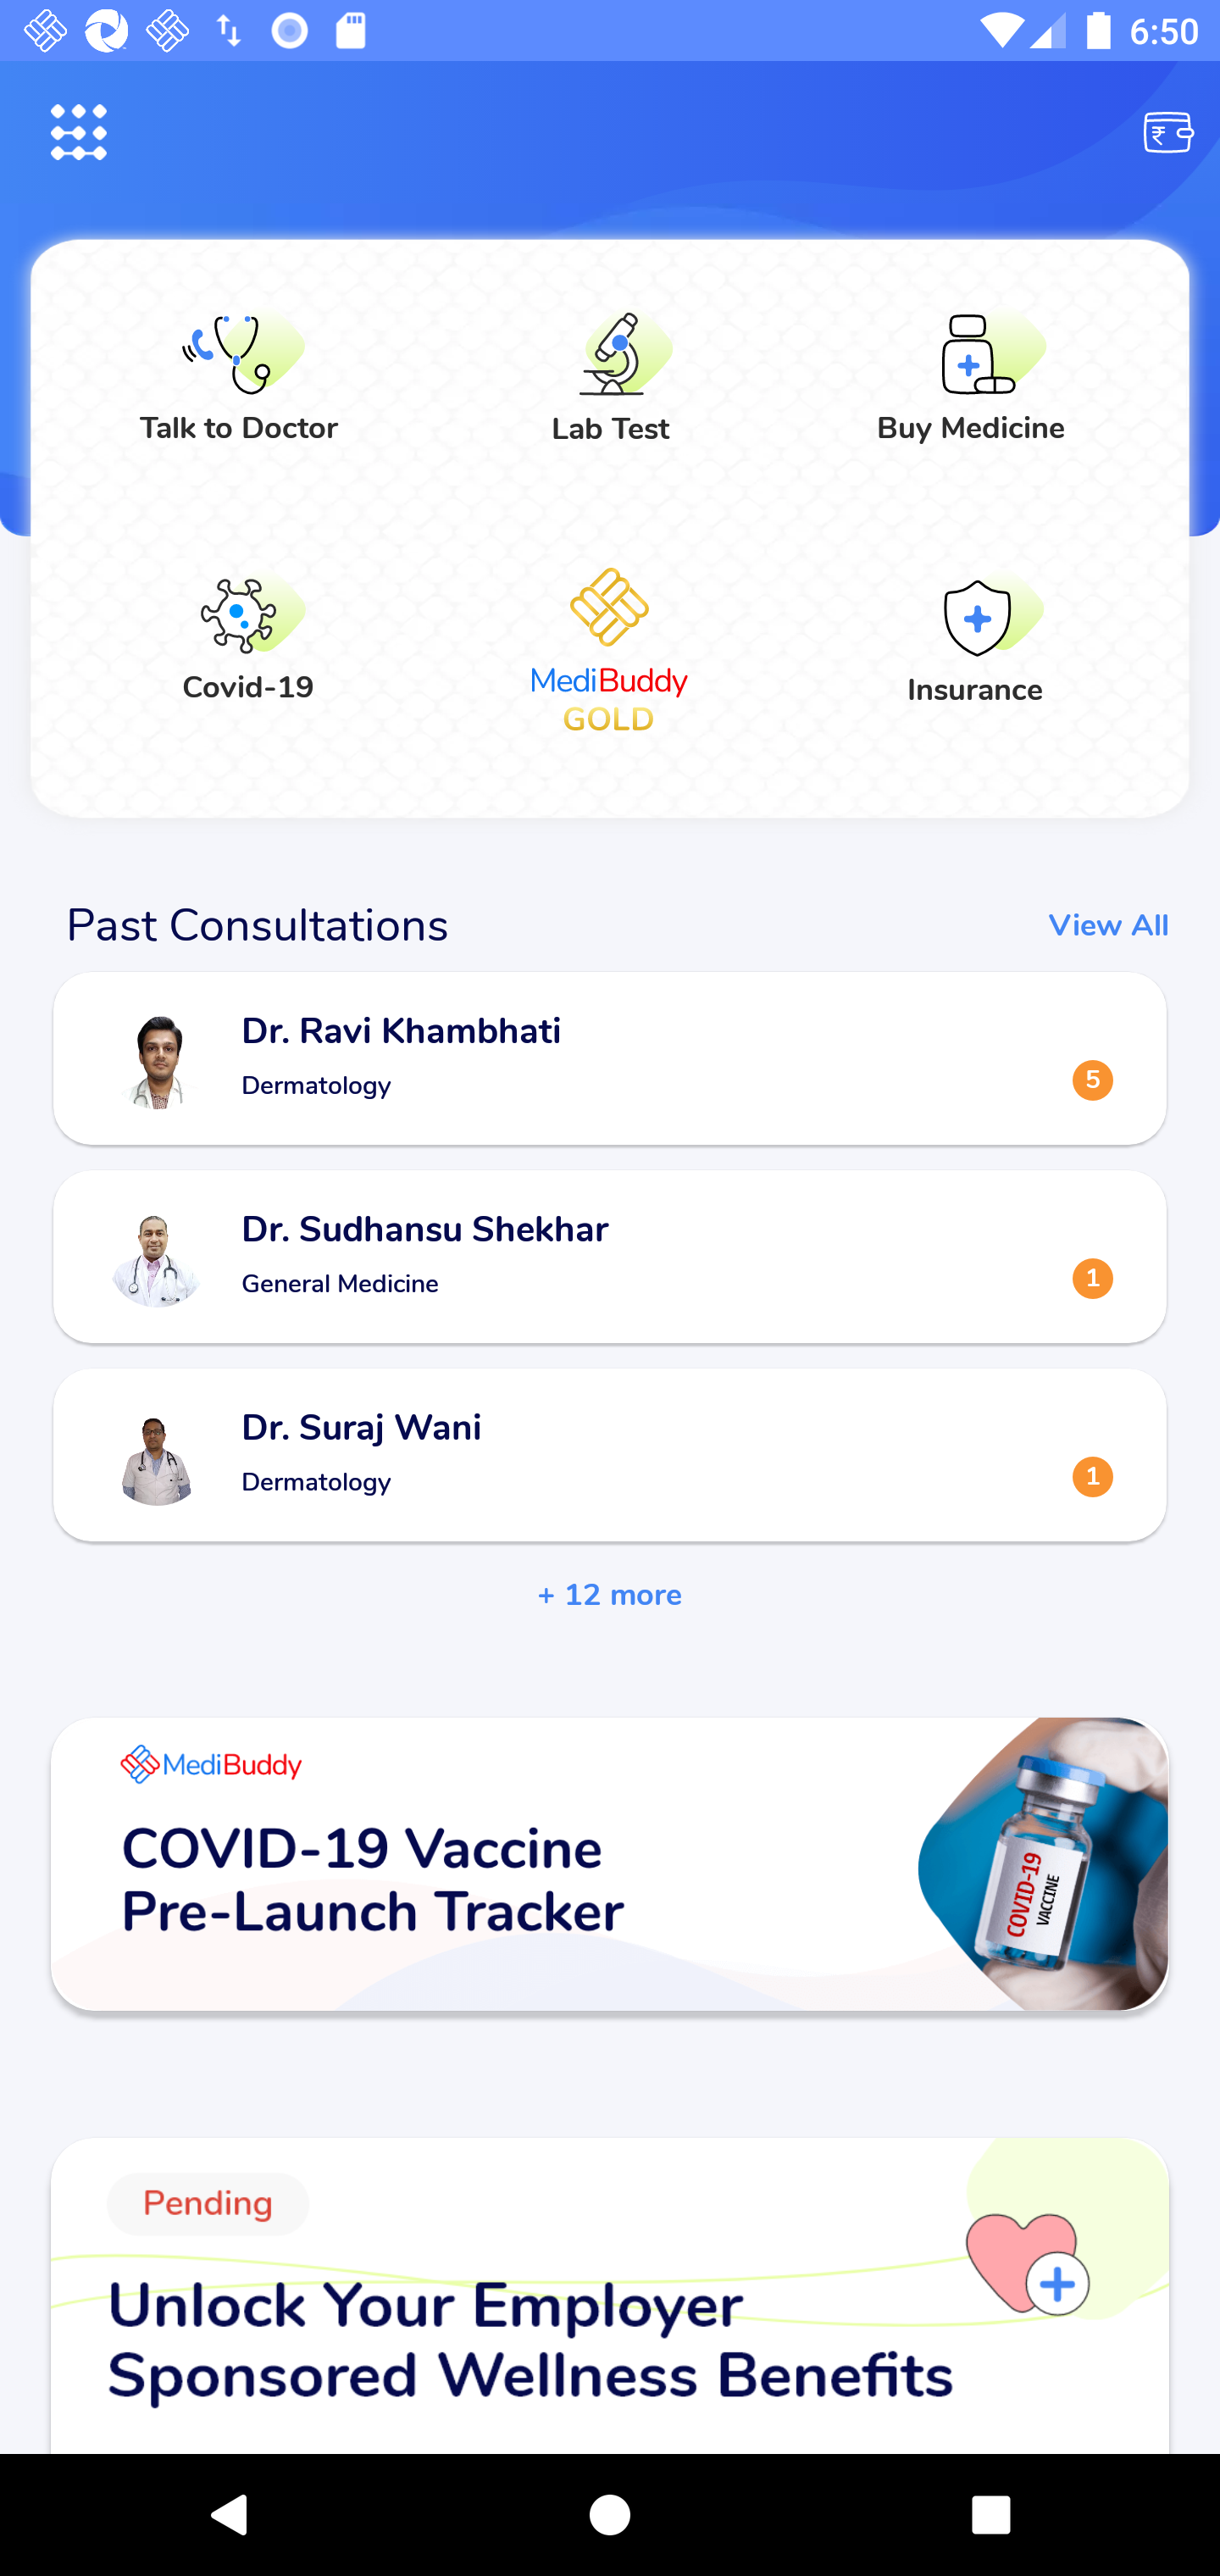 6:50
Talk to Doctor
Lab Test
Buy Medicine
Covid-19
MediBuddy
GOLD
Insurance
Past Consultations
View All
Dr. Ravi Khambhati
Dermatology
5
Dr. Sudhansu Shekhar
General Medicine
1
Dr. Suraj Wani
Dermatology
1
+ 12 more
MediBuddy
COVID-19 Vaccine
Pre-Launch Tracker
COVID-19
VACCINE
Pending
Unlock Your Employer
Sponsored Wellness Benefits